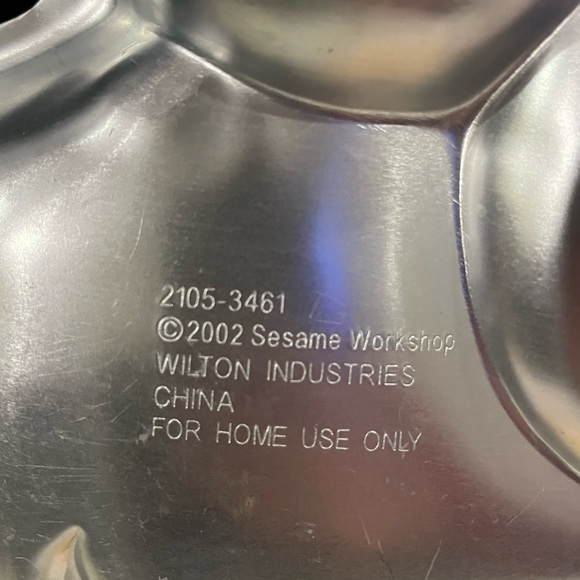 2105-3461
©2002 Sesame Workshop
WILTON INDUSTRIES
CHINA
FOR HOME USE ONLY